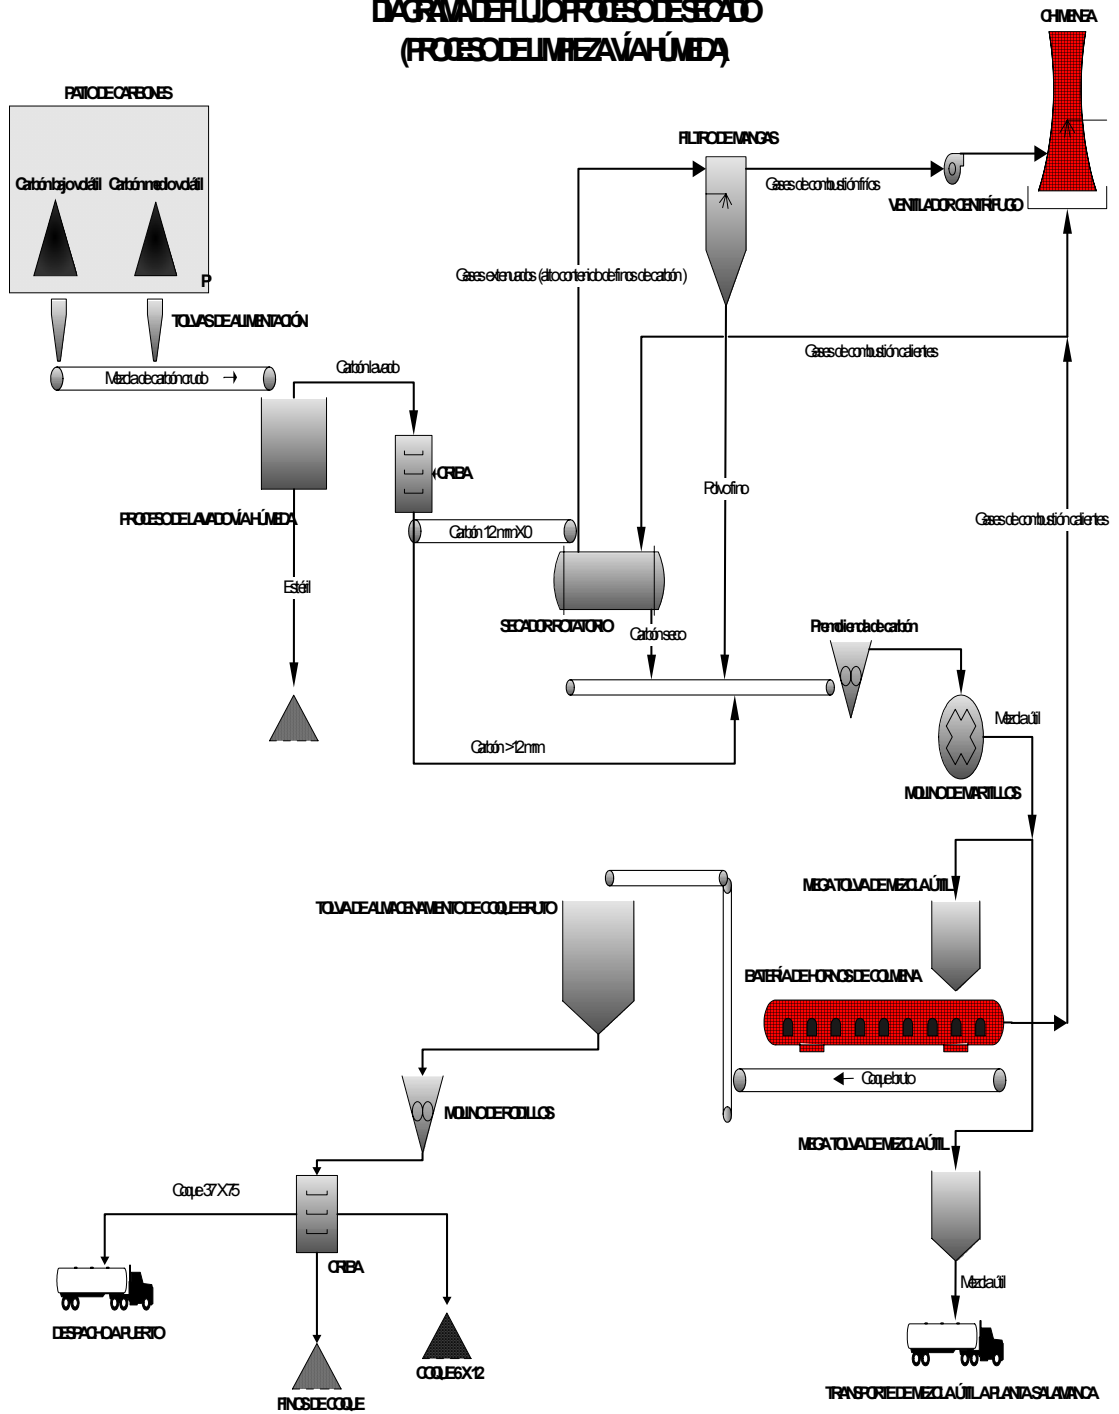 DIAGRAMA DE FLUJO PROCESO DE SECADO
(PROCESO DE LIMPIEZA VÍA HÚMEDA)
CHIMENEA
PATIO DE CARBONES
FILTRO DE MANGAS
Carbón bajo volátil
Carbón medio volátil
Gases de combustión fríos
VENTILADOR CENTRÍFUGO
P
Gases extenuados (alto contenido de finos de carbón)
TOLVAS DE ALIMENTACIÓN
Gases de combustión calientes
Carbón lavado
Mezcla de carbón crudo
CRIBA
Polvo fino
PROCESO DE LAVADO VÍA HÚMEDA
Carbón 12 mm X 0
Gases de combustión calientes
Estéril
SECADOR ROTATORIO
Carbón seco
Premolienda de carbón
Mezcla útil
Carbón >12 mm
MOLINO DE MARTILLOS
MEGA TOLVA DE MEZCLA ÚTIL
TOLVA DE ALMACENAMIENTO DE COQUE BRUTO
BATERÍA DE HORNOS DE COLMENA
Coque bruto
MOLINO DE RODILLOS
MEGA TOLVA DE MEZCLA ÚTIL
Coque 37 X 75
CRIBA
Mezcla útil
DESPACHO A PUERTO
COQUE 6 X 12
TRANSPORTE DE MEZCLA ÚTIL A PLANTA SALAMANCA
FINOS DE COQUE